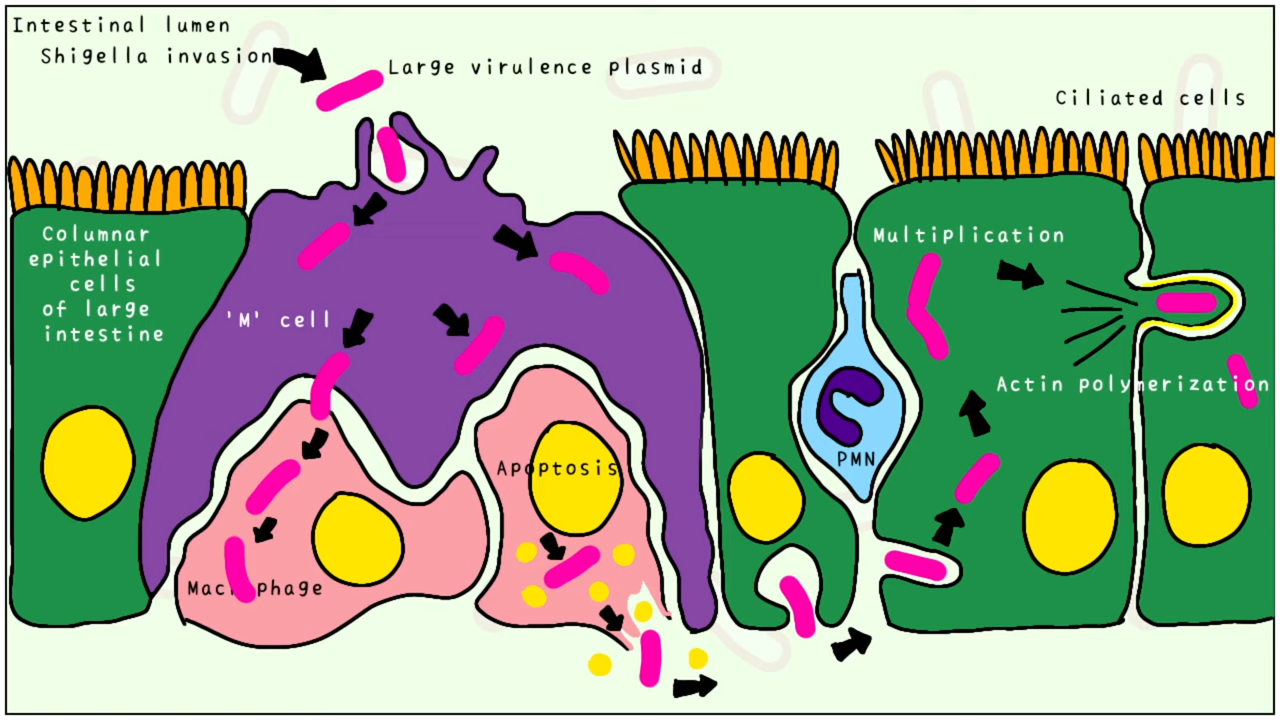 Intestinal lumen
Shigella invasion
Large virulence plasmid
Ciliated cells
Columnar
epithelial
cells
of large
intestine
'M' cell
Multiplication
Actin polymerization
Apoptosis
PMN
Macrophage